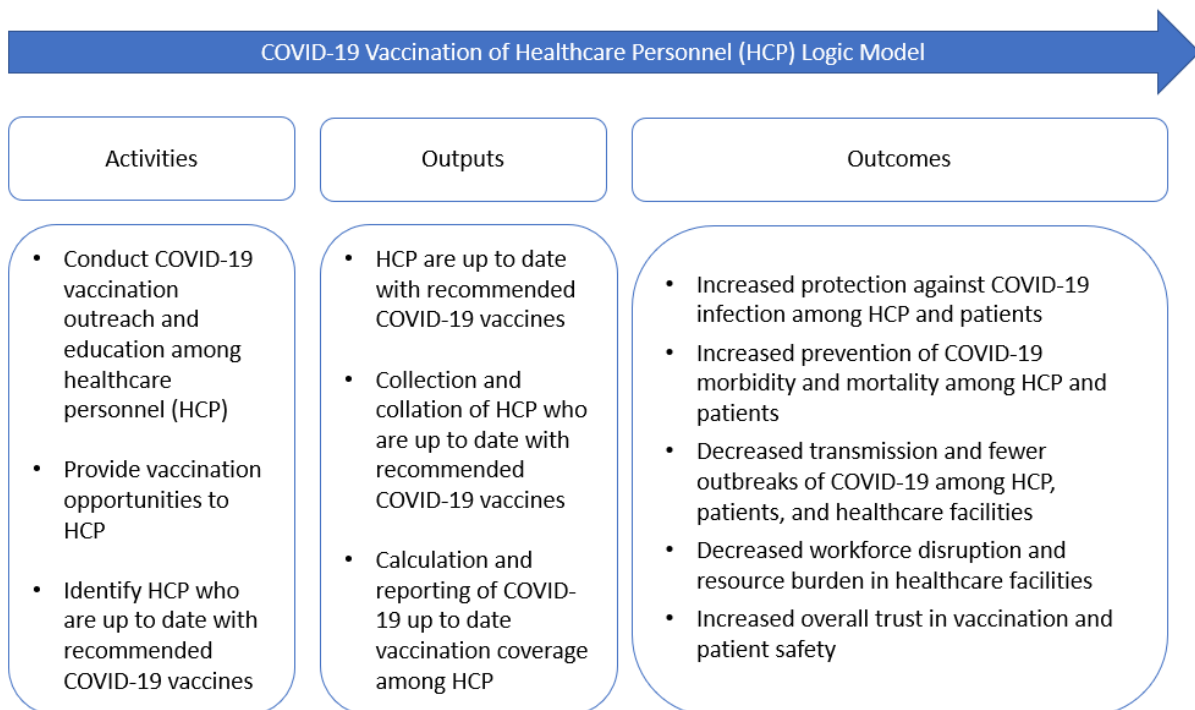 COVID-19 Vaccination of Healthcare Personnel (HCP) Logic Model
Activities
Outputs
Outcomes
• Conduct COVID-19
vaccination
outreach and
education among
healthcare
personnel (HCP)
• Provide vaccination
opportunities to
HCP
• Identify HCP who
are up to date with
recommended
COVID-19 vaccines
• HCP are up to date
with recommended
COVID-19 vaccines
• Collection and
collation of HCP who
are up to date with
recommended
COVID-19 vaccines
• Calculation and
reporting of COVID-
19 up to date
vaccination coverage
among HCP
• Increased protection against COVID-19
infection among HCP and patients
• Increased prevention of COVID-19
morbidity and mortality among HCP and
patients
• Decreased transmission and fewer
outbreaks of COVID-19 among HCP,
patients, and healthcare facilities
• Decreased workforce disruption and
resource burden in healthcare facilities
• Increased overall trust in vaccination and
patient safety